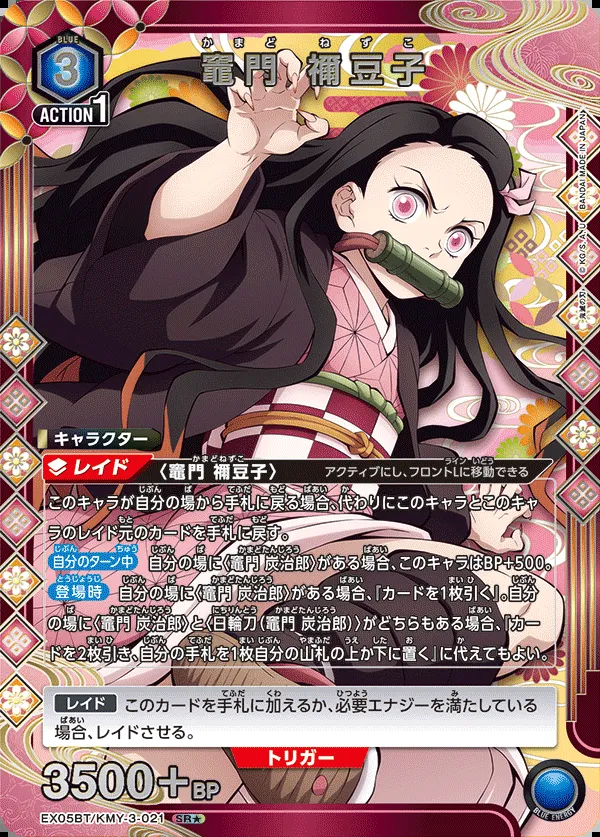 BLUE
3
ACTION 1
かまど ねずこ
竈門 禰豆子
©KG/S,A,U BANDAI MADE IN JAPAN
鬼滅の刃
キャラクター
レイド 〈竈門 禰豆子〉 アクティブにし、フロントLに移動できる
このキャラが自分の場から手札に戻る場合、代わりにこのキャラとこのキャ
ラのレイド元のカードを手札に戻す。
自分のターン中 自分の場に〈竈門 炭治郎〉がある場合、このキャラはBP+500。
登場時 自分の場に〈竈門 炭治郎〉がある場合、『カードを1枚引く』。自分
の場に〈竈門 炭治郎〉と〈日輪刀(竈門 炭治郎)〉がどちらもある場合、『カー
ドを2枚引き、自分の手札を1枚自分の山札の上か下に置く』に代えてもよい。
レイド このカードを手札に加えるか、必要エナジーを満たしている
場合、レイドさせる。
トリガー
3500+BP
EX05BT/KMY-3-021 SR★
BLUE ENERGY